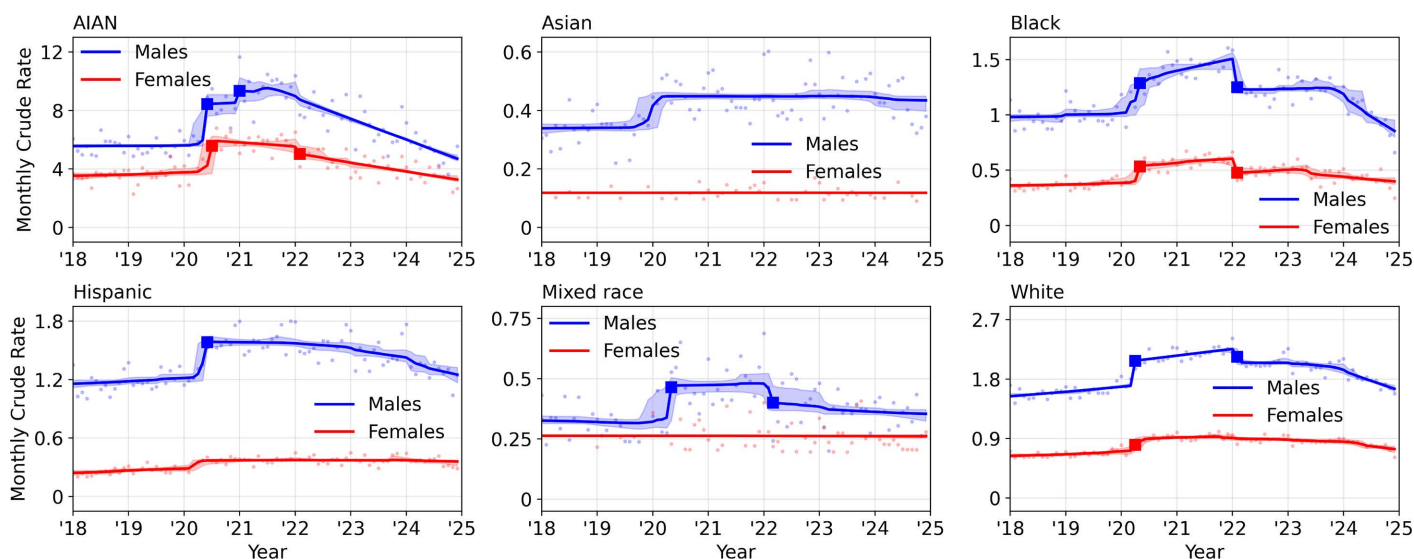 AIAN
Monthly Crude Rate
12
8
4
0
Males
Females
'18 '19 '20 '21 '22 '23 '24 '25
Asian
0.6
0.4
0.2
0
Males
Females
'18 '19 '20 '21 '22 '23 '24 '25
Black
1.5
1
0.5
0
Males
Females
'18 '19 '20 '21 '22 '23 '24 '25
Hispanic
Monthly Crude Rate
1.8
1.2
0.6
0
Males
Females
'18 '19 '20 '21 '22 '23 '24 '25
Year
Mixed race
0.75
0.5
0.25
0
Males
Females
'18 '19 '20 '21 '22 '23 '24 '25
Year
White
2.7
1.8
0.9
0
Males
Females
'18 '19 '20 '21 '22 '23 '24 '25
Year